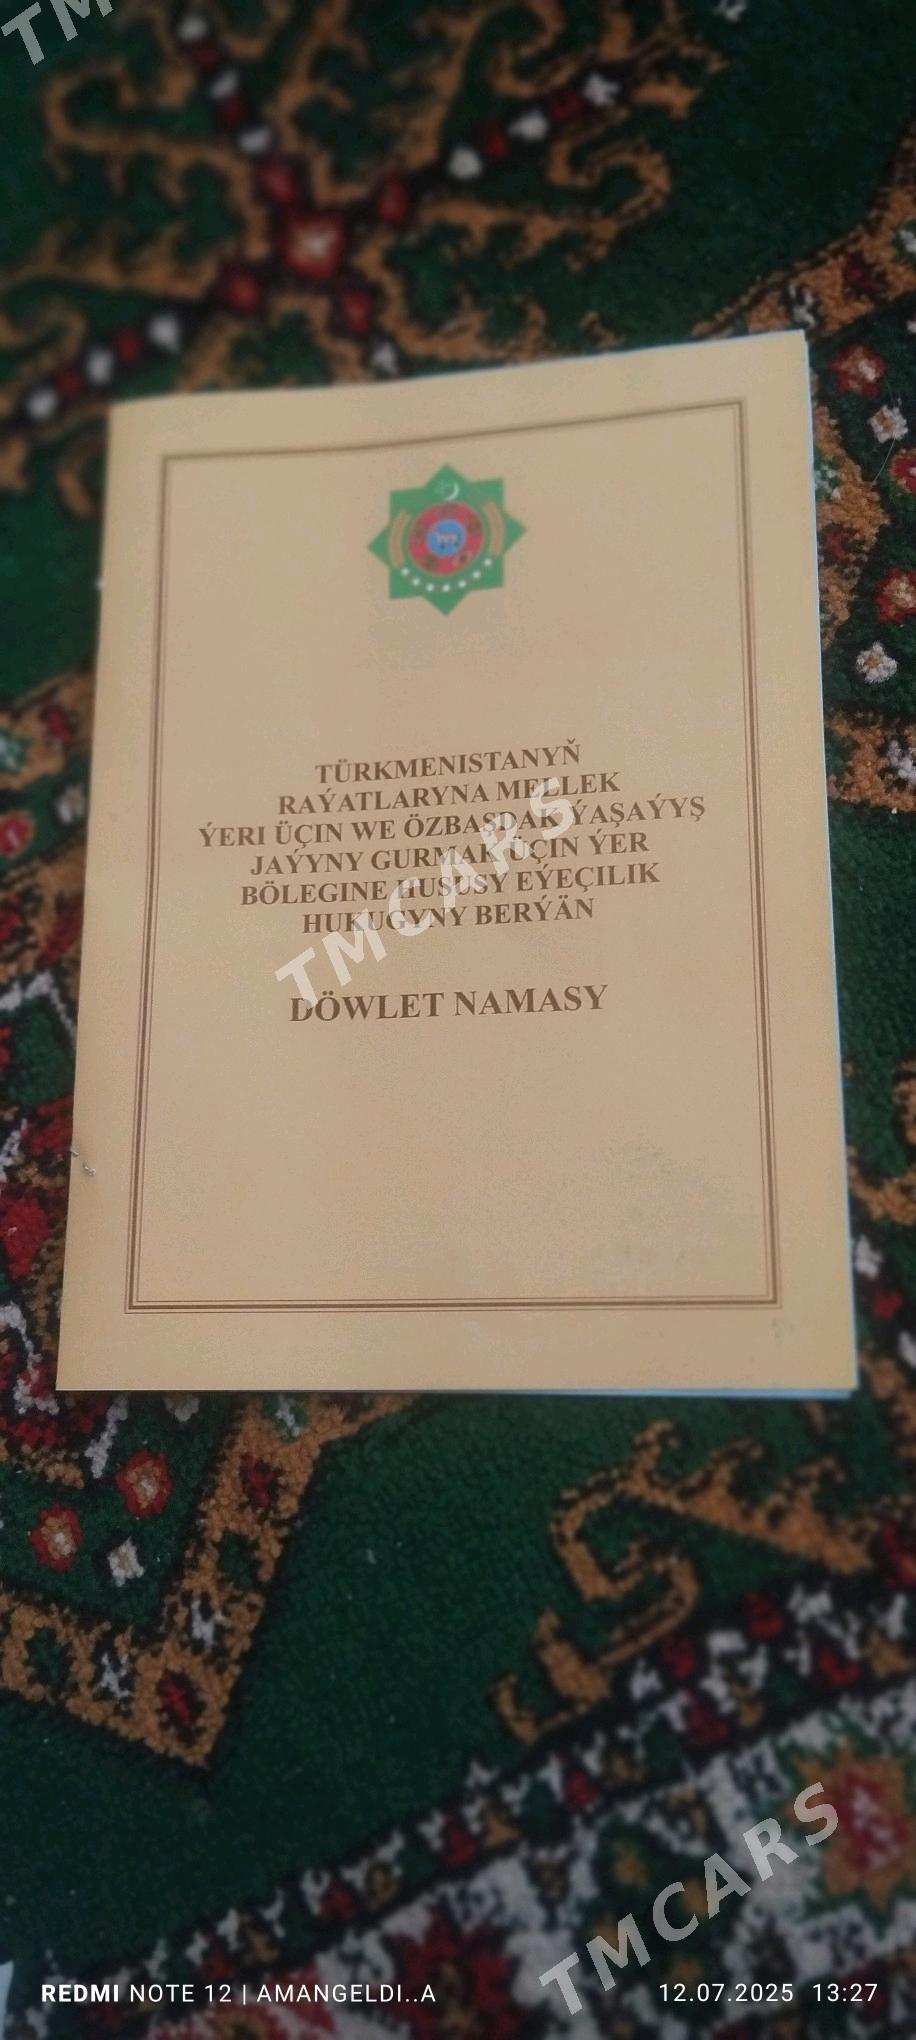 TM
TÜRKMENISTANYŇ
RAÝATLARYNA MELLEK
ÝERI ÜÇIN WE ÖZBAŞDAK ÝAŞAÝYŞ
JAÝYNY GURMAK ÜÇIN ÝER
BÖLEGINE HUSUSY EÝEÇILIK
HUKUGYNY BERÝÄN
TMCARS
DÖWLET NAMASY
TMCARS
REDMI NOTE 12 | AMANGELDI..A
12.07.2025 13:27